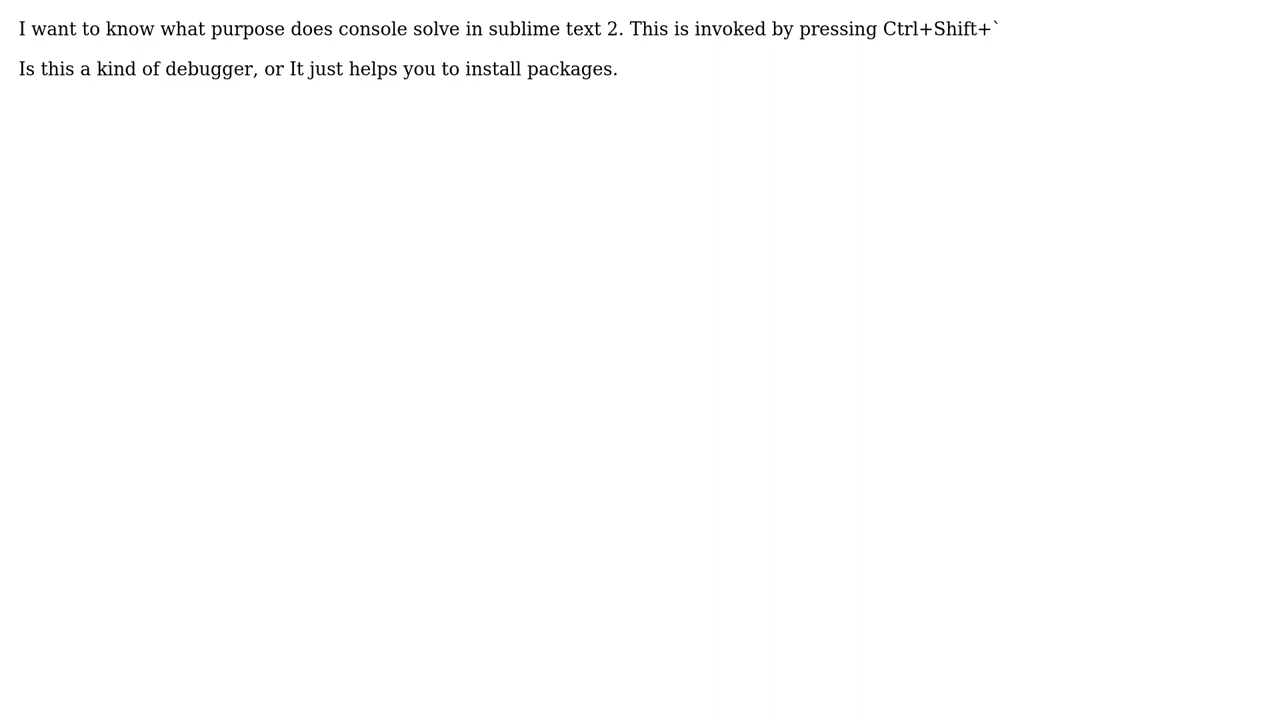 I want to know what purpose does console solve in sublime text 2. This is invoked by pressing Ctrl+Shift+`
Is this a kind of debugger, or It just helps you to install packages.